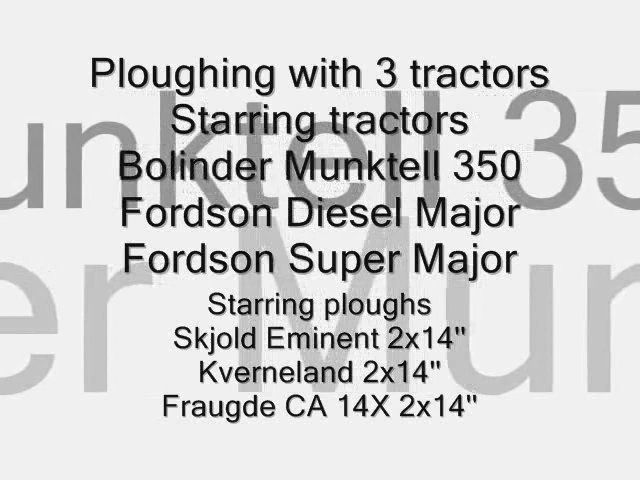 Ploughing with 3 tractors
Starring tractors
Bolinder Munktell 350
Fordson Diesel Major
Fordson Super Major
Starring ploughs
Skjold Eminent 2x14"
Kverneland 2x14"
Fraugde CA 14X 2x14"